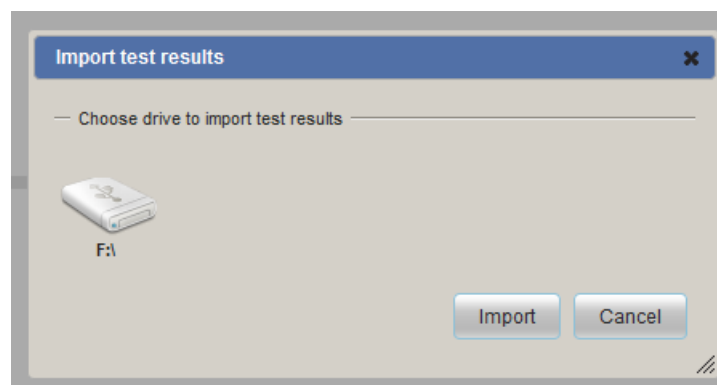 Import test results
Choose drive to import test results
F:\
Import
Cancel